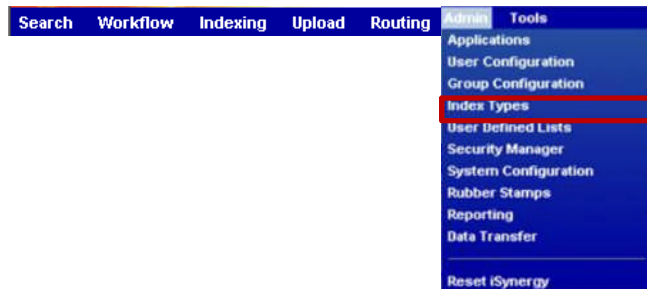 Search Workflow Indexing Upload Routing Admin Tools
Applications
User Configuration
Group Configuration
Index Types
User Defined Lists
Security Manager
System Configuration
Rubber Stamps
Reporting
Data Transfer
Reset iSynergy